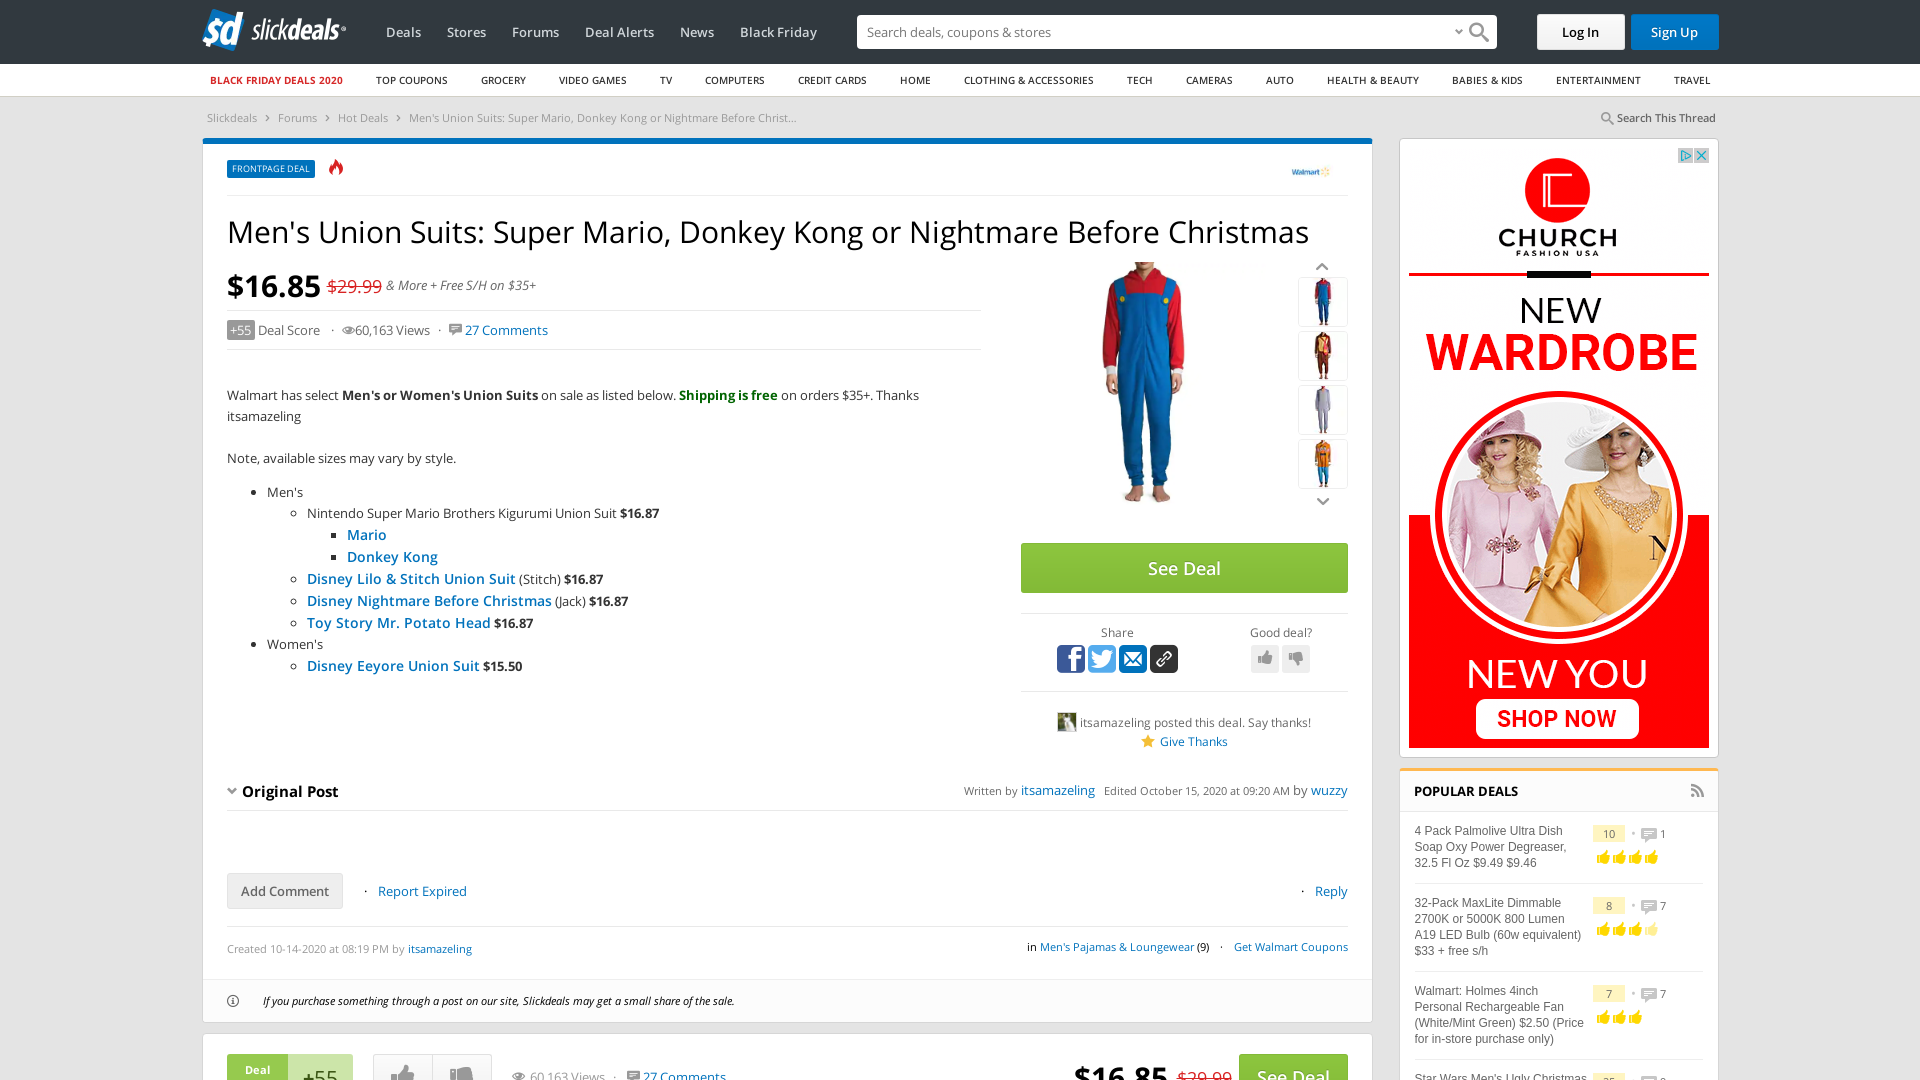 slickdeals
Deals
Stores
Forums
Deal Alerts
News
Black Friday
Search deals, coupons & stores
Log In
Sign Up
BLACK FRIDAY DEALS 2020
TOP COUPONS
GROCERY
VIDEO GAMES
TV
COMPUTERS
CREDIT CARDS
HOME
CLOTHING & ACCESSORIES
TECH
CAMERAS
AUTO
HEALTH & BEAUTY
BABIES & KIDS
ENTERTAINMENT
TRAVEL
Slickdeals › Forums › Hot Deals › Men's Union Suits: Super Mario, Donkey Kong or Nightmare Before Christ...
Search This Thread
FRONTPAGE DEAL
Walmart
Men's Union Suits: Super Mario, Donkey Kong or Nightmare Before Christmas
$16.85 $29.99 & More + Free S/H on $35+
+55 Deal Score · 60,163 Views · 27 Comments
Walmart has select Men's or Women's Union Suits on sale as listed below. Shipping is free on orders $35+. Thanks
itsamazeling
Note, available sizes may vary by style.
Men's
Nintendo Super Mario Brothers Kigurumi Union Suit $16.87
Mario
Donkey Kong
Disney Lilo & Stitch Union Suit (Stitch) $16.87
Disney Nightmare Before Christmas (Jack) $16.87
Toy Story Mr. Potato Head $16.87
Women's
Disney Eeyore Union Suit $15.50
See Deal
Share
Good deal?
itsamazeling posted this deal. Say thanks!
Give Thanks
Original Post
Written by itsamazeling Edited October 15, 2020 at 09:20 AM by wuzzy
Add Comment
· Report Expired
· Reply
Created 10-14-2020 at 08:19 PM by itsamazeling
in Men's Pajamas & Loungewear (9) · Get Walmart Coupons
If you purchase something through a post on our site, Slickdeals may get a small share of the sale.
Deal
+55
60,163 Views · 27 Comments
$16.85 $29.99
See Deal
CHURCH
FASHION USA
NEW
WARDROBE
NEW YOU
SHOP NOW
POPULAR DEALS
4 Pack Palmolive Ultra Dish
Soap Oxy Power Degreaser,
32.5 Fl Oz $9.49 $9.46
10 • 1
32-Pack MaxLite Dimmable
2700K or 5000K 800 Lumen
A19 LED Bulb (60w equivalent)
$33 + free s/h
8 • 7
Walmart: Holmes 4inch
Personal Rechargeable Fan
(White/Mint Green) $2.50 (Price
for in-store purchase only)
7 • 7
Star Wars Men's Ugly Christmas